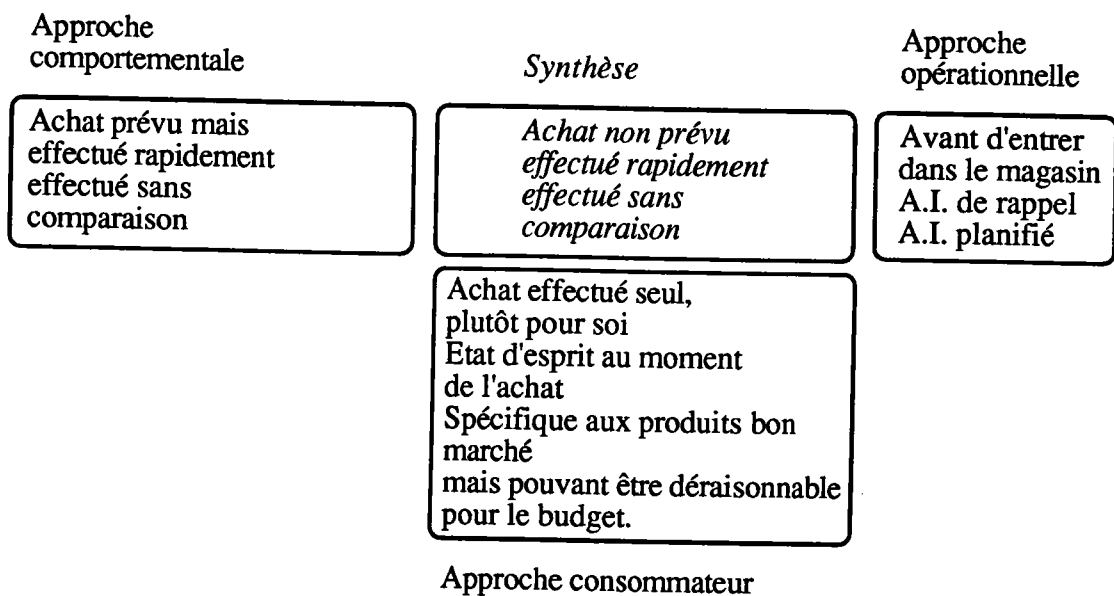 Approche
comportementale
Synthèse
Approche
opérationnelle
Achat prévu mais
effectué rapidement
effectué sans
comparaison
Achat non prévu
effectué rapidement
effectué sans
comparaison
Avant d'entrer
dans le magasin
A.I. de rappel
A.I. planifié
Achat effectué seul,
plutôt pour soi
Etat d'esprit au moment
de l'achat
Spécifique aux produits bon
marché
mais pouvant être déraisonnable
pour le budget.
Approche consommateur